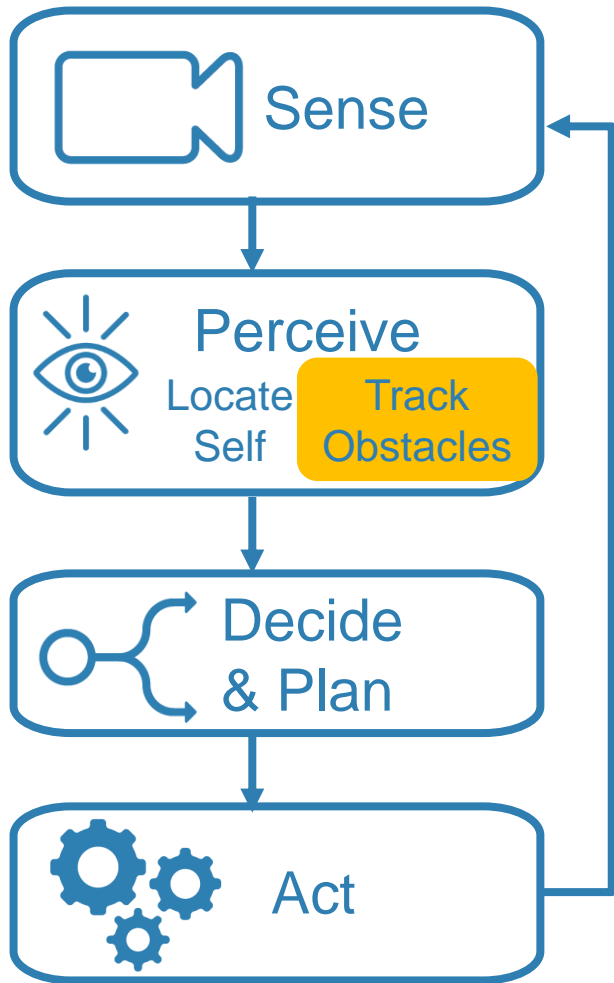 Sense
Perceive
Locate
Self
Track
Obstacles
Decide
& Plan
Act